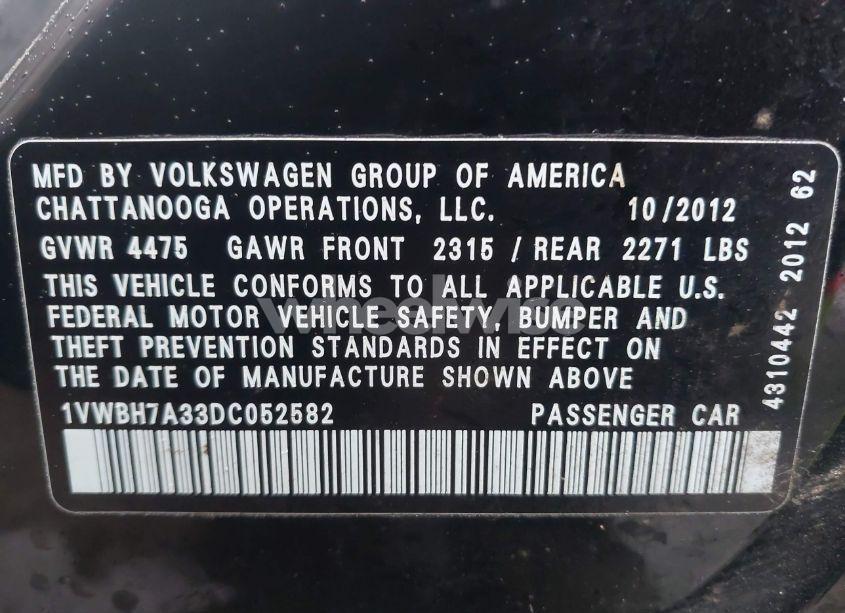 MFD BY VOLKSWAGEN GROUP OF AMERICA
CHATTANOOGA OPERATIONS, LLC. 10/2012
GVWR 4475 GAWR FRONT 2315 / REAR 2271 LBS
THIS VEHICLE CONFORMS TO ALL APPLICABLE U.S.
FEDERAL MOTOR VEHICLE SAFETY, BUMPER AND
THEFT PREVENTION STANDARDS IN EFFECT ON
THE DATE OF MANUFACTURE SHOWN ABOVE
1VWBH7A33DC052582 PASSENGER CAR
4310442 2012 62
wheelwise